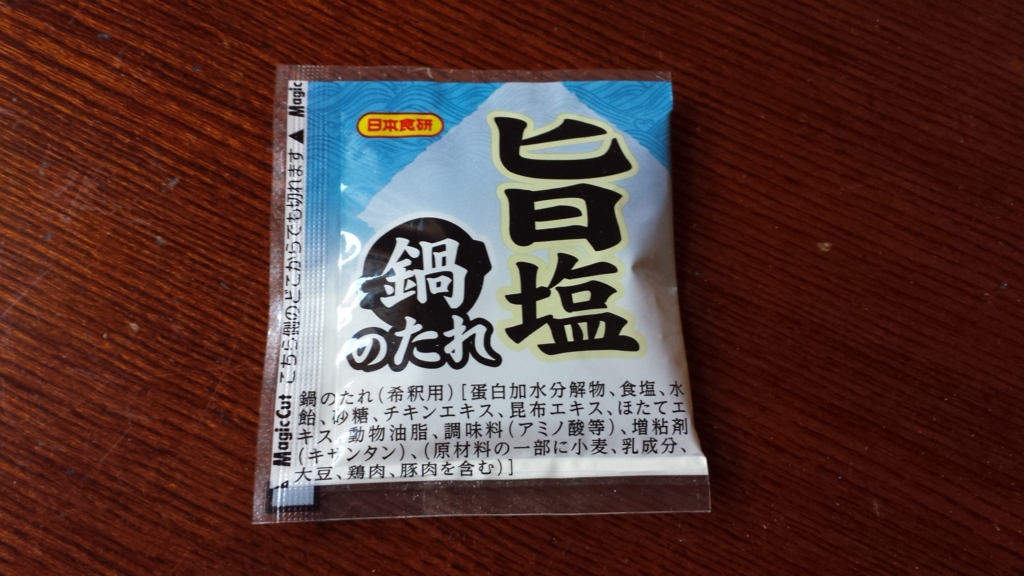 日本食研
旨塩
鍋
のたれ
鍋のたれ(希釈用)[蛋白加水分解物、食塩、水
飴、砂糖、チキンエキス、昆布エキス、ほたてエ
キス、動物油脂、調味料(アミノ酸等)、増粘剤
(キサンタン)、(原材料の一部に小麦、乳成分、
大豆、鶏肉、豚肉を含む)]
MagicCut こちら側のどこからでも切れます ▲ Magic